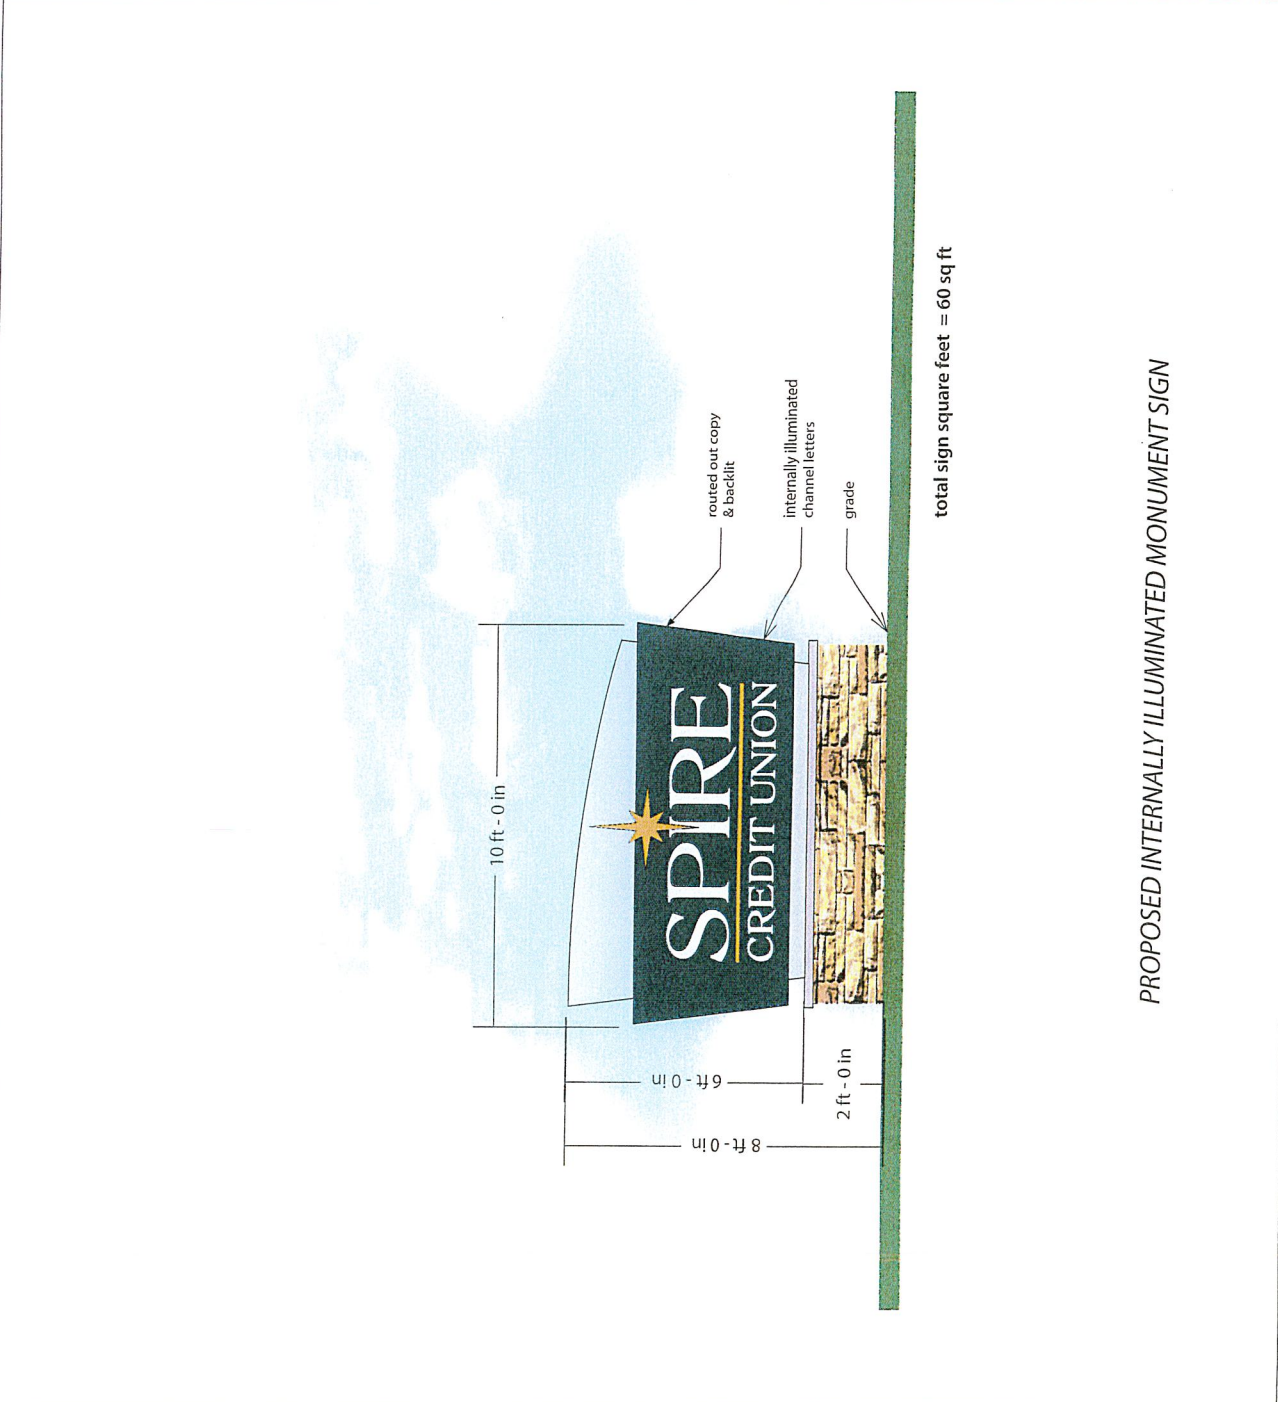 10 ft - 0 in
SPIRE
CREDIT UNION
6 ft - 0 in
8 ft - 0 in
2 ft - 0 in
routed out copy
& backlit
internally illuminated
channel letters
grade
total sign square feet = 60 sq ft
PROPOSED INTERNALLY ILLUMINATED MONUMENT SIGN